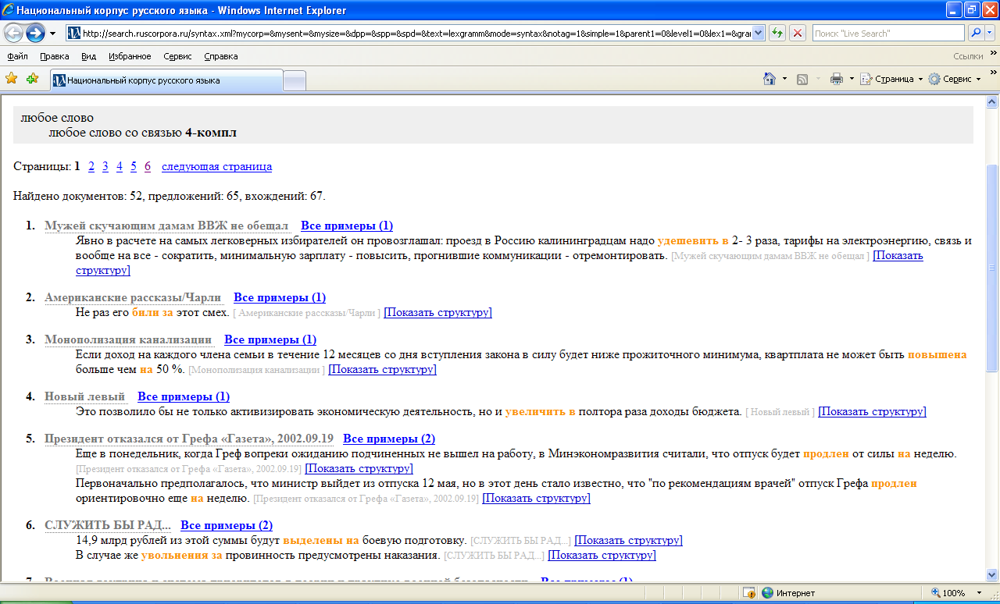 Национальный корпус русского языка - Windows Internet Explorer
http://search.ruscorpora.ru/syntax.xml?mycorp=&mysent=&mysize=&dpp=&spp=&spd=&text=lexgramm&mode=syntax&notag=1&simple=1&parent1=0&level1=0&lex1=&gra
Поиск "Live Search"
Файл Правка Вид Избранное Сервис Справка
Ссылки »
Национальный корпус русского языка
Страница Сервис »
любое слово
любое слово со связью 4-компл
Страницы: 1 2 3 4 5 6 следующая страница
Найдено документов: 52, предложений: 65, вхождений: 67.
1. Мужей скучающим дамам ВВЖ не обещал Все примеры (1)
Явно в расчете на самых легковерных избирателей он провозглашал: проезд в Россию калининградцам надо удешевить в 2- 3 раза, тарифы на электроэнергию, связь и
вообще на все - сократить, минимальную зарплату - повысить, прогнившие коммуникации - отремонтировать. [Мужей скучающим дамам ВВЖ не обещал ] [Показать
структуру]
2. Американские рассказы/Чарли Все примеры (1)
Не раз его били за этот смех. [ Американские рассказы/Чарли ] [Показать структуру]
3. Монополизация канализации Все примеры (1)
Если доход на каждого члена семьи в течение 12 месяцев со дня вступления закона в силу будет ниже прожиточного минимума, квартплата не может быть повышена
больше чем на 50 %. [Монополизация канализации ] [Показать структуру]
4. Новый левый Все примеры (1)
Это позволило бы не только активизировать экономическую деятельность, но и увеличить в полтора раза доходы бюджета. [ Новый левый ] [Показать структуру]
5. Президент отказался от Грефа «Газета», 2002.09.19 Все примеры (2)
Еще в понедельник, когда Греф вопреки ожиданию подчиненных не вышел на работу, в Минэкономразвития считали, что отпуск будет продлен от силы на неделю.
[Президент отказался от Грефа «Газета», 2002.09.19] [Показать структуру]
Первоначально предполагалось, что министр выйдет из отпуска 12 мая, но в этот день стало известно, что "по рекомендациям врачей" отпуск Грефа продлен
ориентировочно еще на неделю. [Президент отказался от Грефа «Газета», 2002.09.19] [Показать структуру]
6. СЛУЖИТЬ БЫ РАД... Все примеры (2)
14,9 млрд рублей из этой суммы будут выделены на боевую подготовку. [СЛУЖИТЬ БЫ РАД...] [Показать структуру]
В случае же увольнения за провинность предусмотрены наказания. [СЛУЖИТЬ БЫ РАД...] [Показать структуру]
7. Все примеры (1)
Интернет 100%